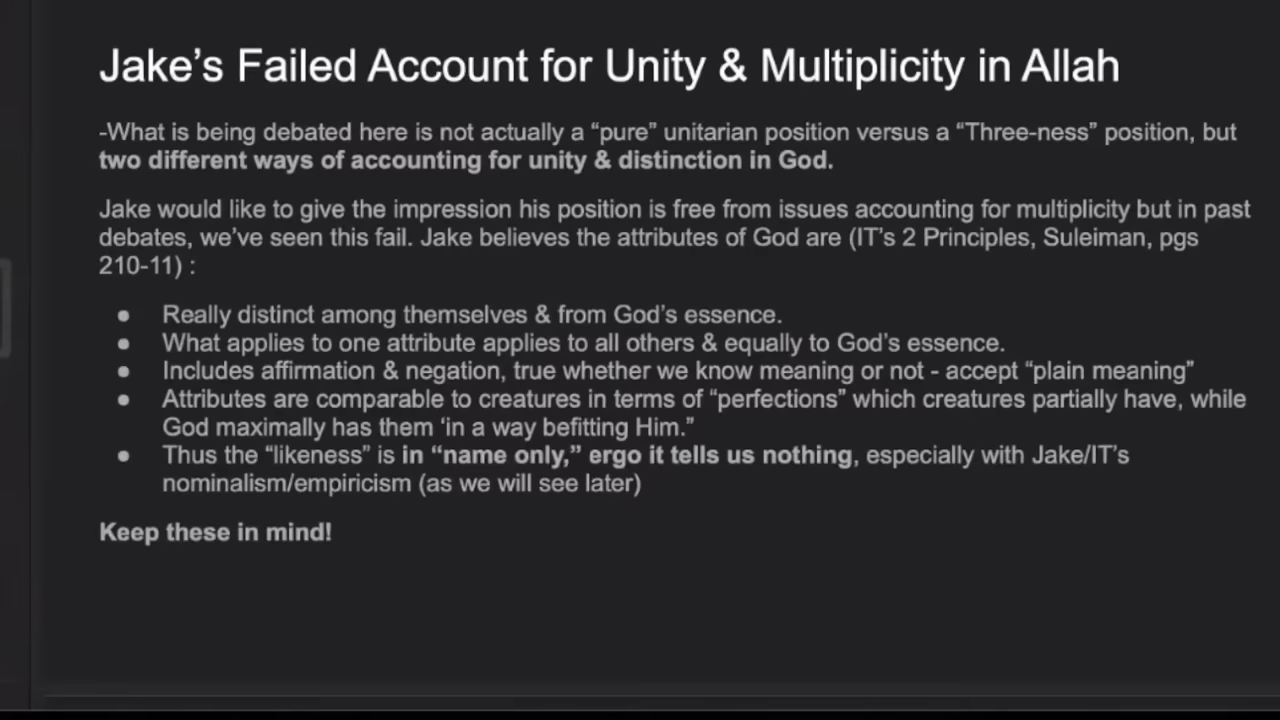 Jake’s Failed Account for Unity & Multiplicity in Allah
-What is being debated here is not actually a “pure” unitarian position versus a “Three-ness” position, but
two different ways of accounting for unity & distinction in God.
Jake would like to give the impression his position is free from issues accounting for multiplicity but in past
debates, we’ve seen this fail. Jake believes the attributes of God are (IT’s 2 Principles, Suleiman, pgs
210-11) :
● Really distinct among themselves & from God’s essence.
● What applies to one attribute applies to all others & equally to God’s essence.
● Includes affirmation & negation, true whether we know meaning or not - accept “plain meaning”
● Attributes are comparable to creatures in terms of “perfections” which creatures partially have, while
God maximally has them ‘in a way befitting Him.”
● Thus the “likeness” is in “name only,” ergo it tells us nothing, especially with Jake/IT’s
nominalism/empiricism (as we will see later)
Keep these in mind!